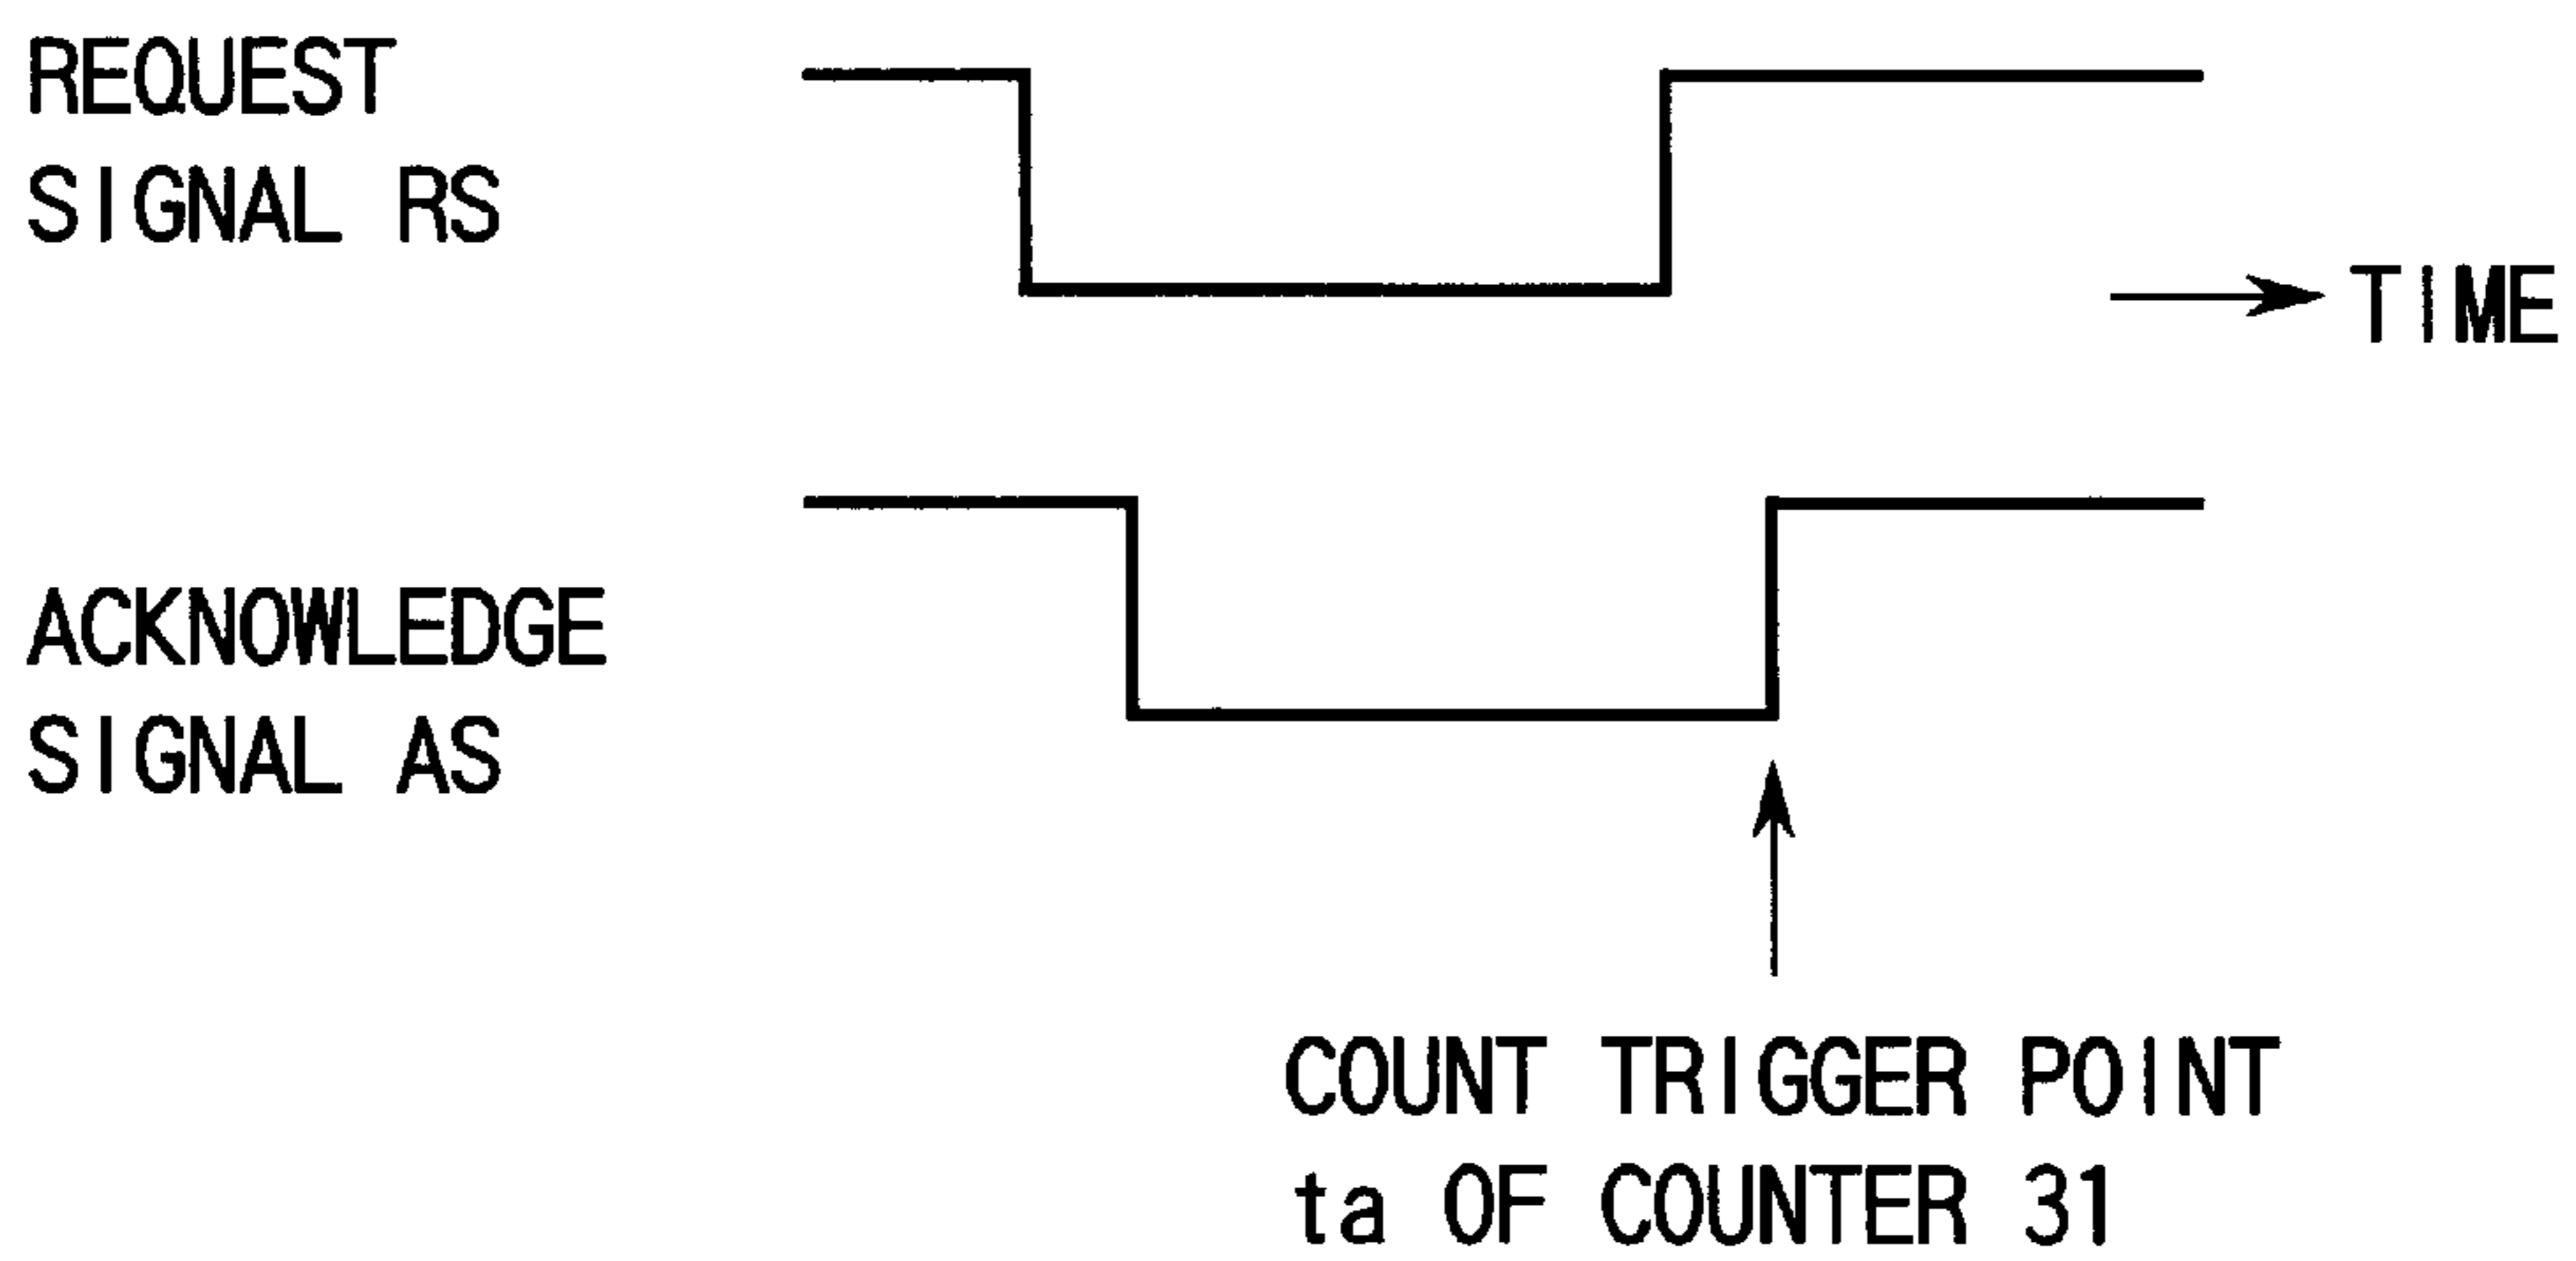 REQUEST
SIGNAL RS
TIME
ACKNOWLEDGE
SIGNAL AS
COUNT TRIGGER POINT
ta OF COUNTER 31